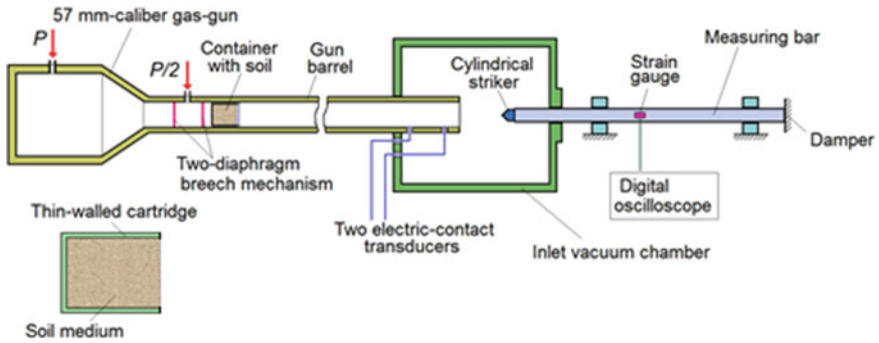 57 mm-caliber gas-gun
P
P/2
Container
with soil
Gun
barrel
Cylindrical
striker
Strain
gauge
Measuring bar
Damper
Two-diaphragm
breech mechanism
Digital
oscilloscope
Thin-walled cartridge
Two electric-contact
transducers
Inlet vacuum chamber
Soil medium